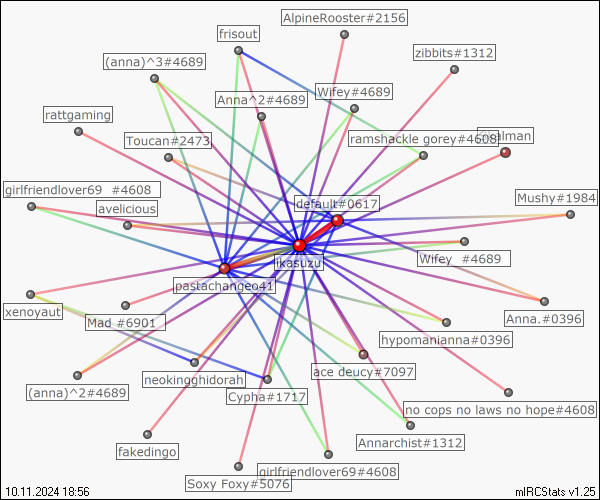 AlpineRooster#2156
frisout
zibbits#1312
(anna)^3#4689
Wifey#4689
Anna^2#4689
rattgaming
Toucan#2473
ramshackle gorey#4608
girlfriendlover69 #4608
Mushy#1984
default#0617
avelicious
ikasuzu
Wifey #4689
pastachangeo41
Anna.#0396
xenoyaut
Mad #6901
hypomanianna#0396
ace deucy#7097
neokingghidorah
(anna)^2#4689
Cypha#1717
no cops no laws no hope#4608
Annarchist#1312
fakedingo
girlfriendlover69#4608
Soxy Foxy#5076
10.11.2024 18:56
mIRCStats v1.25